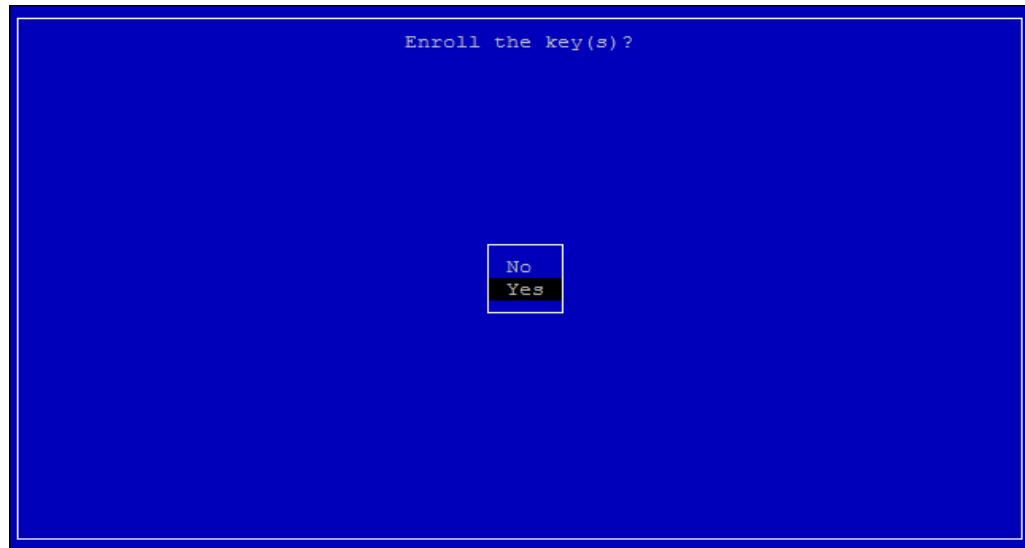 Enroll the key(s)?
No
Yes